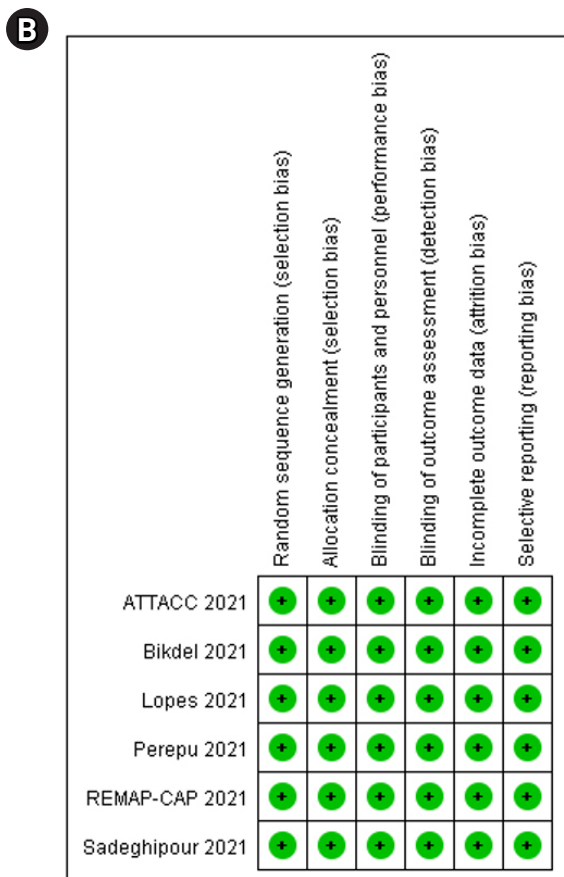 B
Random sequence generation (selection bias)
Allocation concealment (selection bias)
Blinding of participants and personnel (performance bias)
Blinding of outcome assessment (detection bias)
Incomplete outcome data (attrition bias)
Selective reporting (reporting bias)
ATTACC 2021 + + + + + +
Bikdel 2021 + + + + + +
Lopes 2021 + + + + + +
Perepu 2021 + + + + + +
REMAP-CAP 2021 + + + + + +
Sadeghipour 2021 + + + + + +